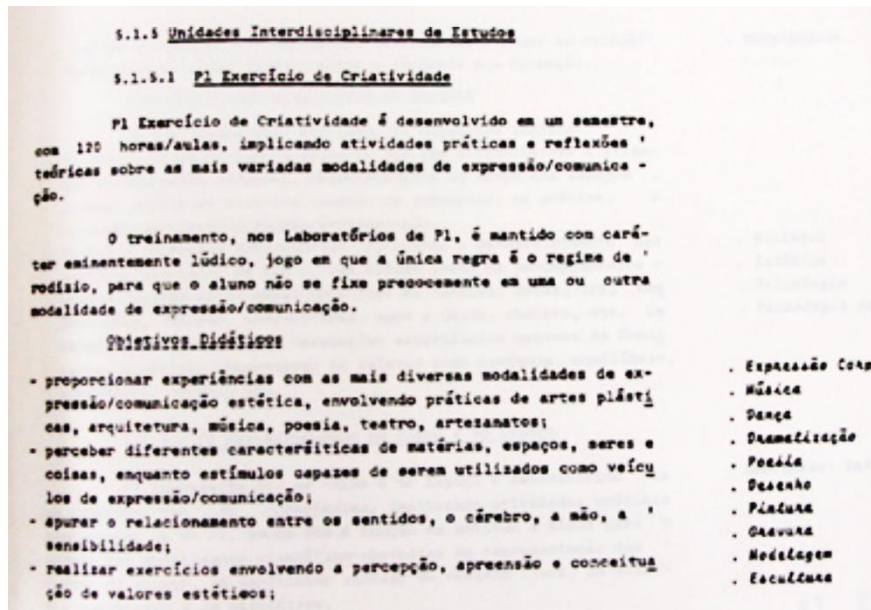 5.1.5 Unidades Interdisciplinares de Estudos
5.1.5.1 P1 Exercício de Criatividade
P1 Exercício de Criatividade é desenvolvido em um semestre,
com 120 horas/aulas, implicando atividades práticas e reflexões '
teóricas sobre as mais variadas modalidades de expressão/comunica -
ção.
O treinamento, nos Laboratórios de P1, é mantido com cará-
ter eminentemente lúdico, jogo em que a única regra é o regime de
rodízio, para que o aluno não se fixe precocemente em uma ou outra
modalidade de expressão/comunicação.
Objetivos Didáticos
- proporcionar experiências com as mais diversas modalidades de ex-
pressão/comunicação estética, envolvendo práticas de artes plásti
cas, arquitetura, música, poesia, teatro, artesanatos;
- perceber diferentes caracteríiticas de matérias, espaços, seres e
coisas, enquanto estímulos capazes de serem utilizados como veícu
los de expressão/comunicação;
- apurar o relacionamento entre os sentidos, o cérebro, a mão, a '
sensibilidade;
- realizar exercícios envolvendo a percepção, apreensão e conceitua
ção de valores estéticos;
. Expressão Corp
. Música
. Dança
. Dramatização
. Poesia
. Desenho
. Pintura
. Gravura
. Modelagem
. Escultura